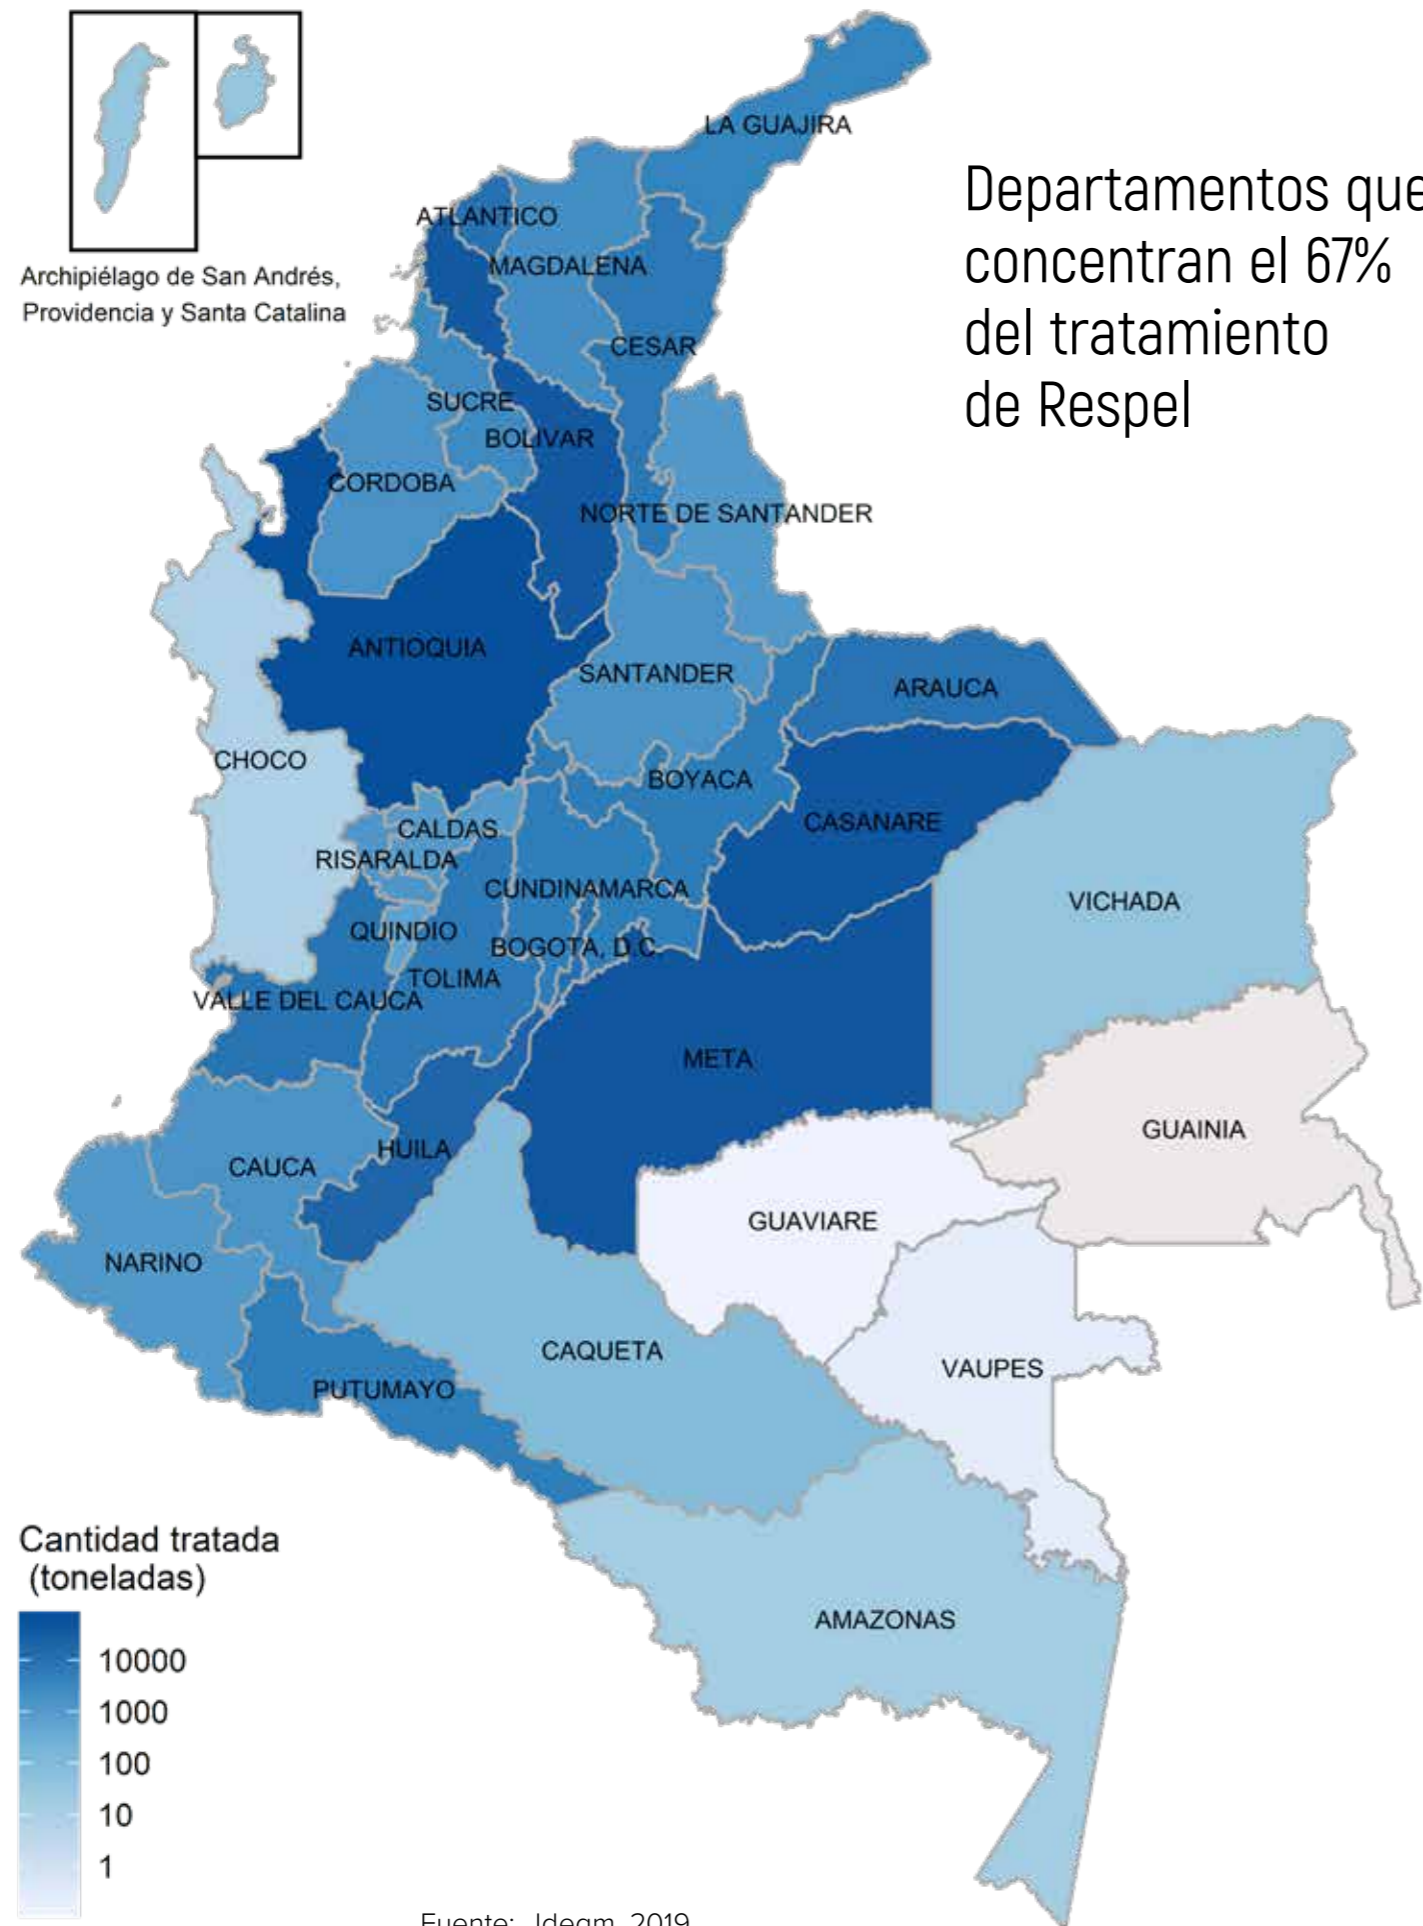 Archipiélago de San Andrés,
Providencia y Santa Catalina
Departamentos que
concentran el 67%
del tratamiento
de Respel
LA GUAJIRA
ATLANTICO
MAGDALENA
CESAR
SUCRE
BOLIVAR
CORDOBA
NORTE DE SANTANDER
ANTIOQUIA
SANTANDER
ARAUCA
CHOCO
BOYACA
CASANARE
CALDAS
RISARALDA
CUNDINAMARCA
VICHADA
QUINDIO
BOGOTA, D.C.
TOLIMA
VALLE DEL CAUCA
META
GUAINIA
HUILA
CAUCA
GUAVIARE
NARINO
CAQUETA
VAUPES
PUTUMAYO
AMAZONAS
Cantidad tratada
(toneladas)
10000
1000
100
10
1
Fuente: Ideam, 2019